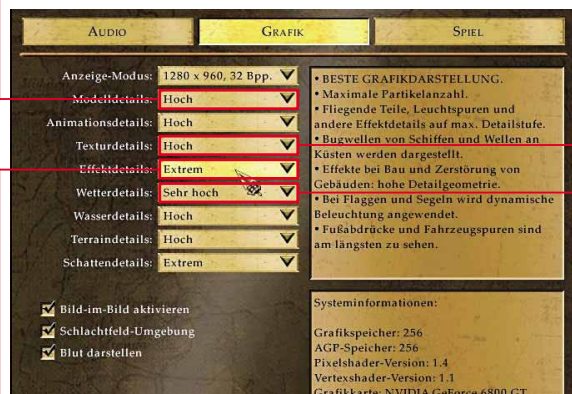 AUDIO
GRAFIK
SPIEL
Anzeige-Modus: 1280 x 960, 32 Bpp.
Modelldetails: Hoch
Animationsdetails: Hoch
Texturdetails: Hoch
Effektdetails: Extrem
Wetterdetails: Sehr hoch
Wasserdetails: Hoch
Terraindetails: Hoch
Schattendetails: Extrem
Bild-im-Bild aktivieren
Schlachtfeld-Umgebung
Blut darstellen
• BESTE GRAFIKDARSTELLUNG.
• Maximale Partikelanzahl.
• Fliegende Teile, Leuchtspuren und
andere Effektdetails auf max. Detailstufe.
• Bugwellen von Schiffen und Wellen an
Küsten werden dargestellt.
• Effekte bei Bau und Zerstörung von
Gebäuden: hohe Detailgeometrie.
• Bei Flaggen und Segeln wird dynamische
Beleuchtung angewendet.
• Fußabdrücke und Fahrzeugspuren sind
am längsten zu sehen.
Systeminformationen:
Grafikspeicher: 256
AGP-Speicher: 256
Pixelshader-Version: 1.4
Vertexshader-Version: 1.1
Grafikkarte: NVIDIA GeForce 6800 GT